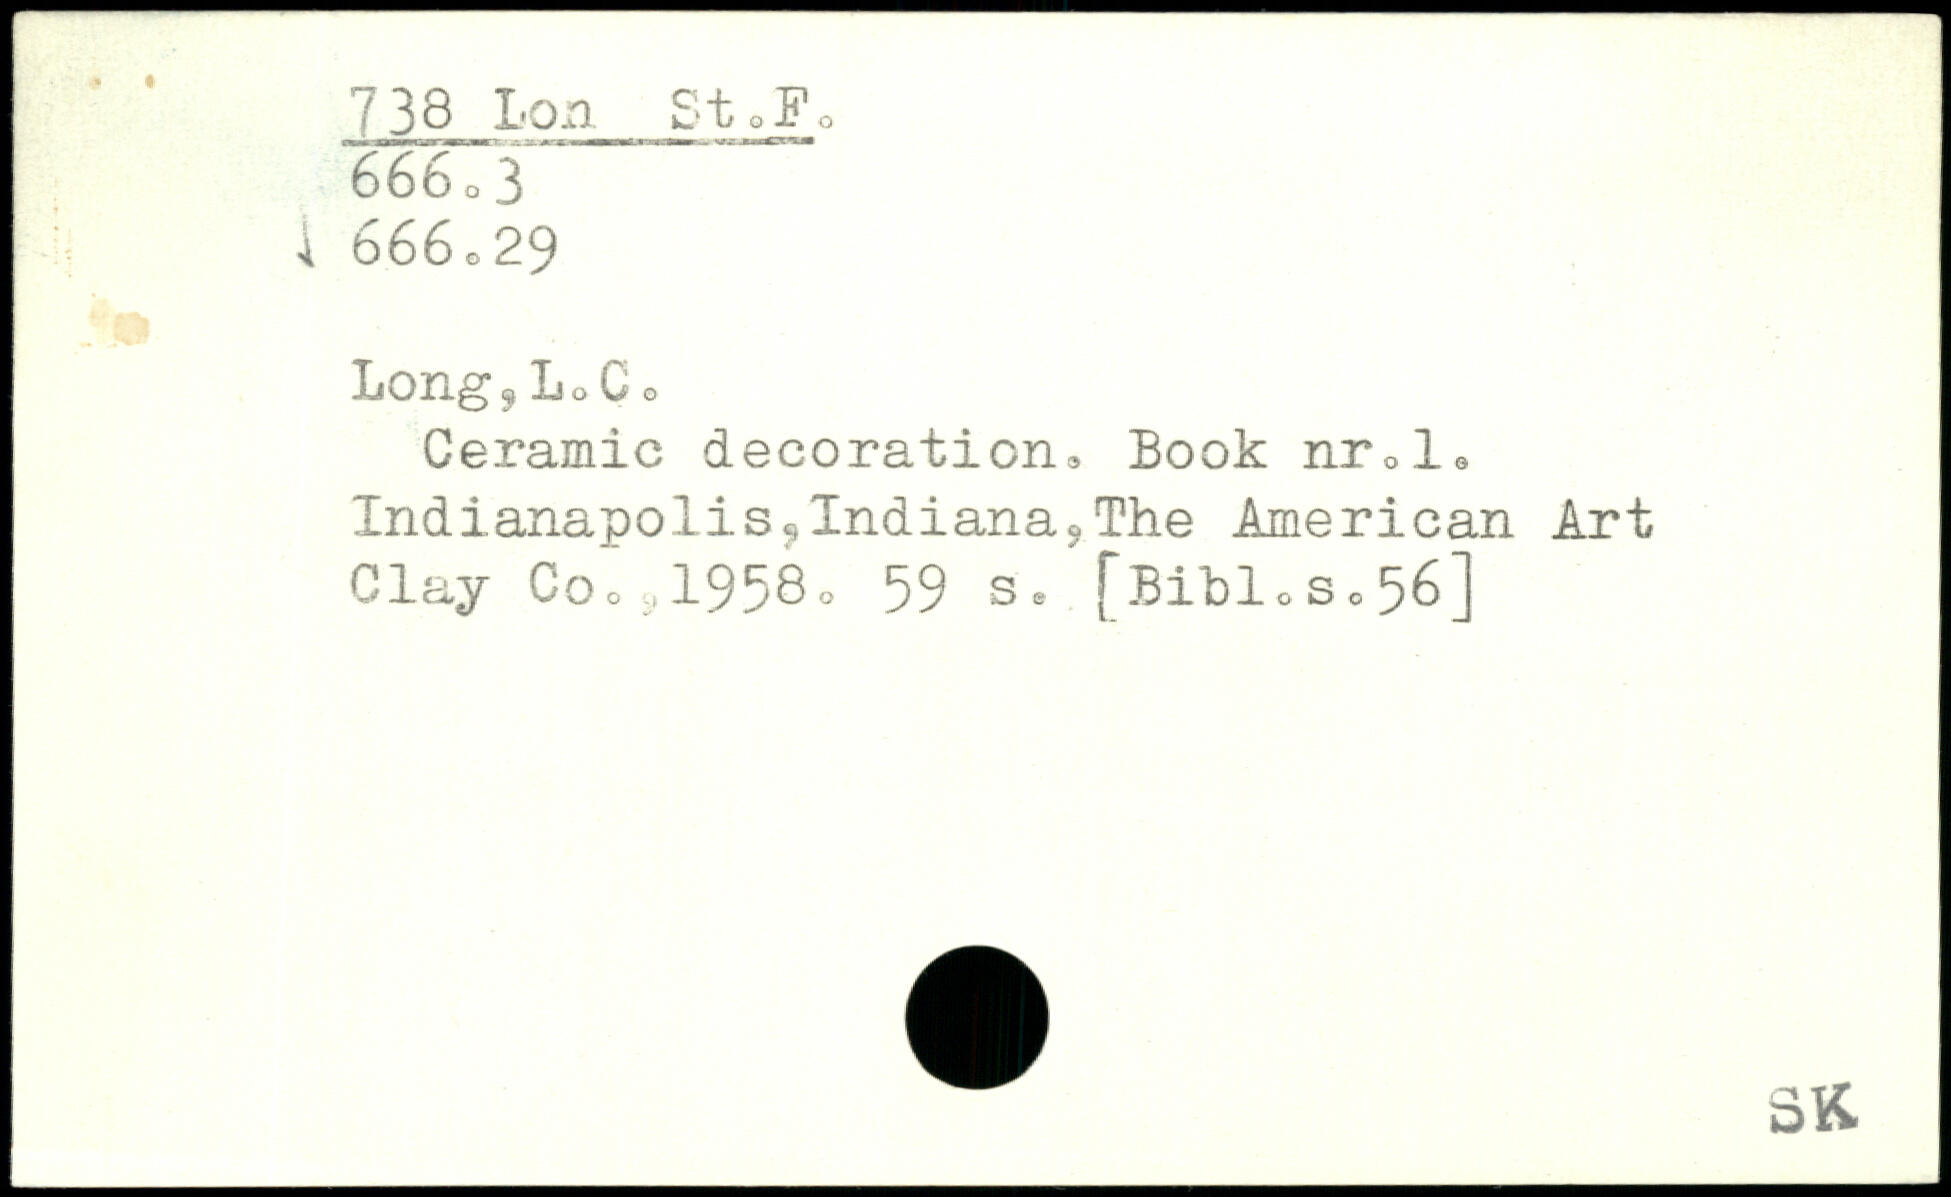 738 Lon  St.F.
666.3
666.29
Long,L.C.
Ceramic decoration. Book nr.1.
Indianapolis,Indiana,The American Art
Clay Co.,1958. 59 s. [Bibl.s.56]
SK